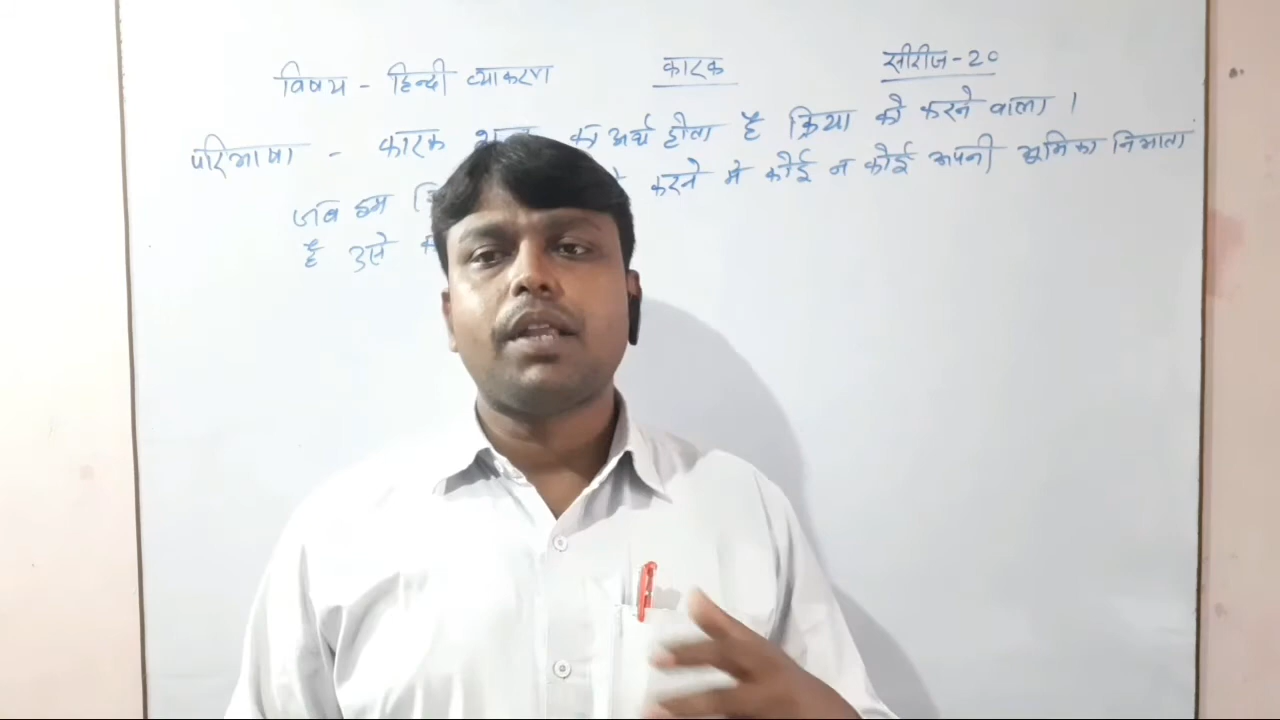 विषय - हिन्दी व्याकरण कारक सीरीज-20
परिभाषा - कारक का अर्थ होता है क्रिया को करने वाला ।
जब हम करने मे कोई न कोई अपनी भूमिका निभाता
है उसे